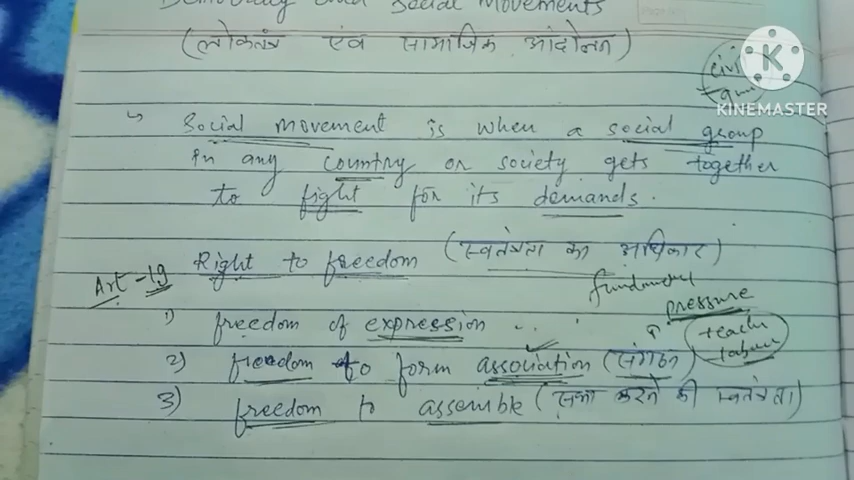 Democracy and Social Movements
(लोकतंत्र एंव सामाजिक आंदोलन)
KINEMASTER
↳ Social movement is when a social group
in any country or society gets together
to fight for its demands.
Art-19 Right to freedom (स्वतंत्रता का अधिकार)
pressure
1) freedom of expression ...
2) freedom to form association (संगठन)
3) freedom to assemble (सभा करने की स्वतंत्रता)